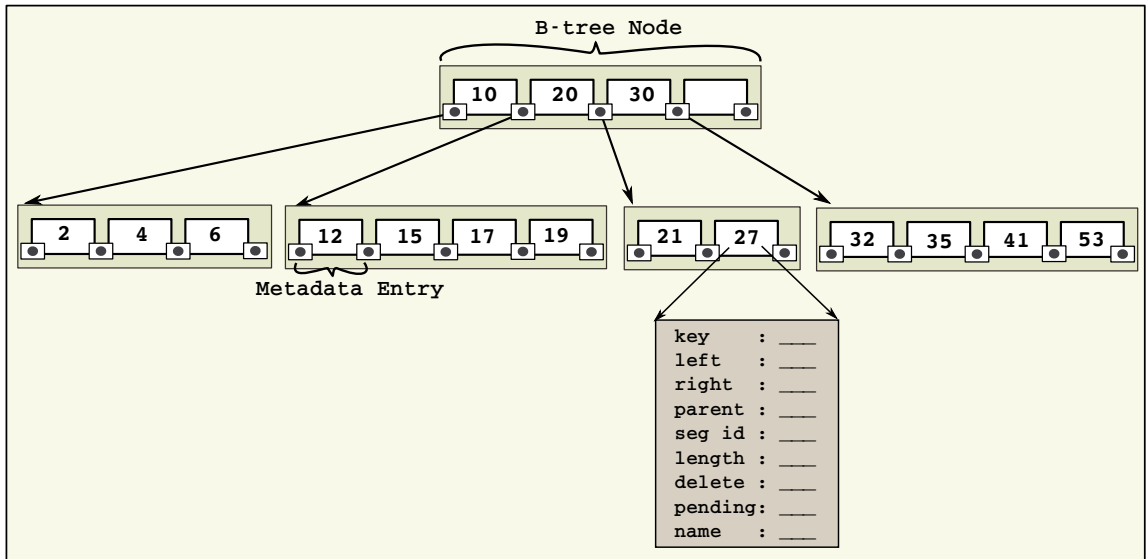 B-tree Node
10 20 30
2 4 6 12 15 17 19 21 27 32 35 41 53
Metadata Entry
key : ___
left : ___
right : ___
parent : ___
seg id : ___
length : ___
delete : ___
pending: ___
name : ___